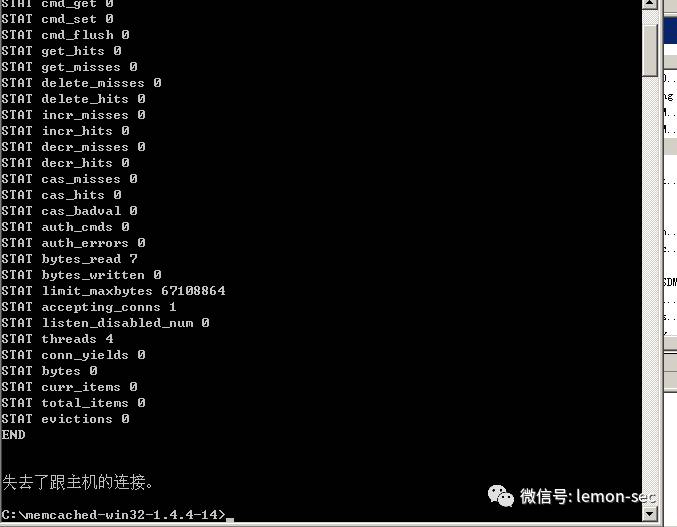 STAT cmd_get 0
STAT cmd_set 0
STAT cmd_flush 0
STAT get_hits 0
STAT get_misses 0
STAT delete_misses 0
STAT delete_hits 0
STAT incr_misses 0
STAT incr_hits 0
STAT decr_misses 0
STAT decr_hits 0
STAT cas_misses 0
STAT cas_hits 0
STAT cas_badval 0
STAT auth_cmds 0
STAT auth_errors 0
STAT bytes_read 7
STAT bytes_written 0
STAT limit_maxbytes 67108864
STAT accepting_conns 1
STAT listen_disabled_num 0
STAT threads 4
STAT conn_yields 0
STAT bytes 0
STAT curr_items 0
STAT total_items 0
STAT evictions 0
END
失去了跟主机的连接。
C:\memcached-win32-1.4.4-14>_
微信号: lemon-sec